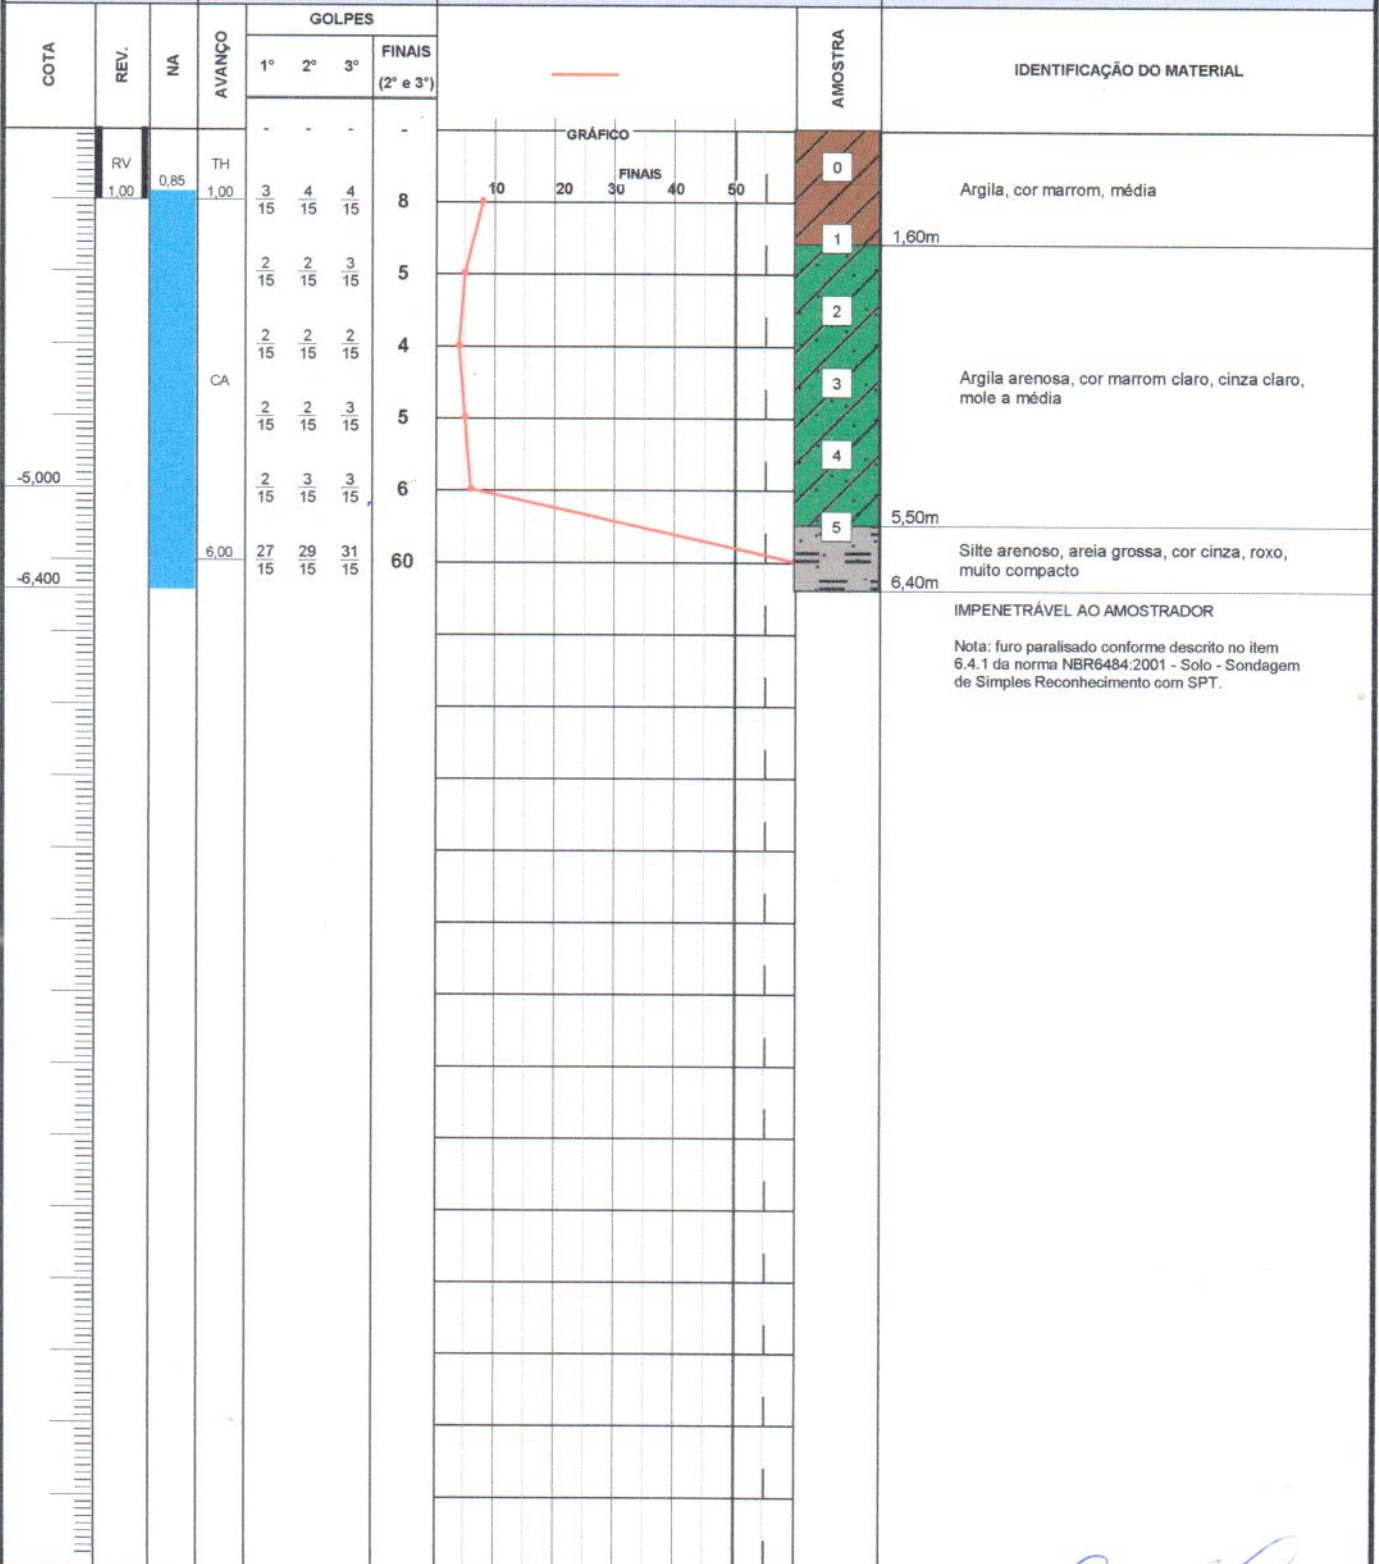 COTA
REV.
NA
AVANÇO
GOLPES
1° 2° 3°
FINAIS
(2° e 3°)
AMOSTRA
IDENTIFICAÇÃO DO MATERIAL
- - - -
GRÁFICO
FINAIS
10 20 30 40 50
RV
1,00
0,85
TH
1,00
3/15 4/15 4/15 8
2/15 2/15 3/15 5
2/15 2/15 2/15 4
CA
2/15 2/15 3/15 5
-5,000
2/15 3/15 3/15 6
6,00
27/15 29/15 31/15 60
-6,400
0
1
2
3
4
5
Argila, cor marrom, média
1,60m
Argila arenosa, cor marrom claro, cinza claro,
mole a média
5,50m
Silte arenoso, areia grossa, cor cinza, roxo,
muito compacto
6,40m
IMPENETRÁVEL AO AMOSTRADOR
Nota: furo paralisado conforme descrito no item
6.4.1 da norma NBR6484:2001 - Solo - Sondagem
de Simples Reconhecimento com SPT.